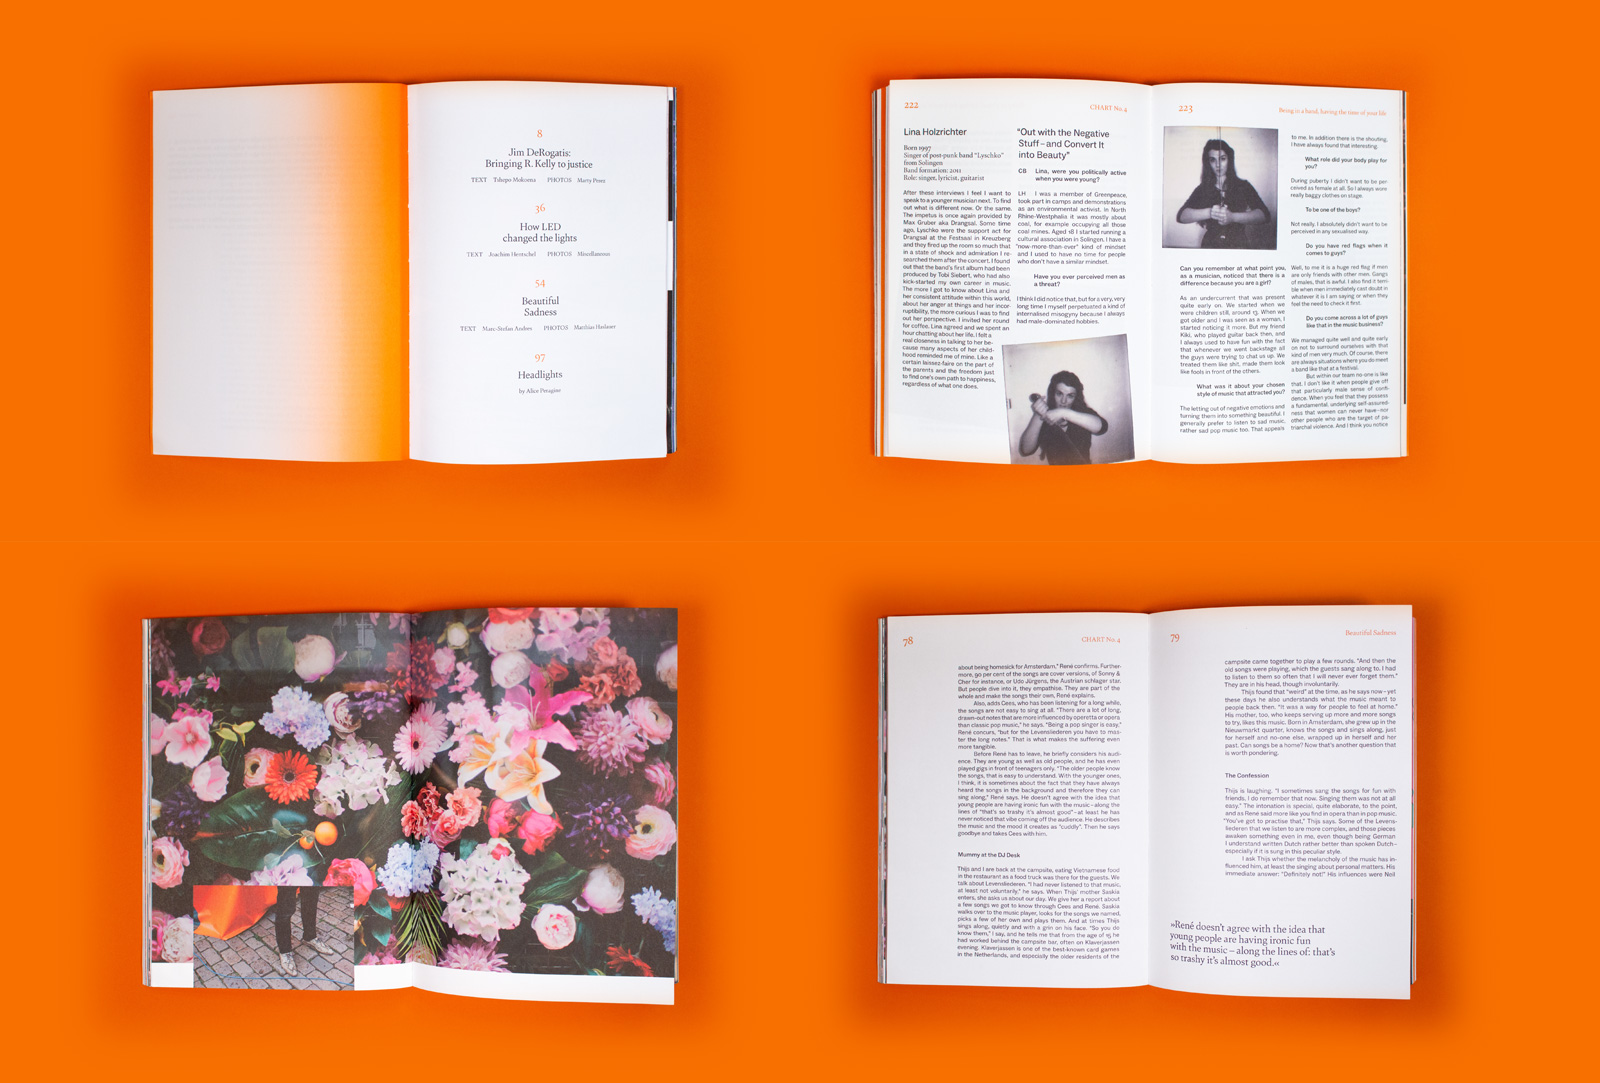 8
Jim DeRogatis:
Bringing R. Kelly to justice
TEXT Tshepo Mokoena PHOTOS Marty Perez
36
How LED
changed the lights
TEXT Joachim Hentschel PHOTOS Miscellaneous
54
Beautiful
Sadness
TEXT Marc-Stefan Andres PHOTOS Matthias Haslauer
97
Headlights
by Alice Peragine
222
CHART No. 4
Lina Holzrichter
Born 1997
Singer of post-punk band "Lyschko"
from Solingen
Band formation: 2011
Role: singer, lyricist, guitarist
After these interviews I feel I want to
speak to a younger musician next. To find
out what is different now. Or the same.
The impetus is once again provided by
Max Gruber aka Drangsal. Some time
ago, Lyschko were the support act for
Drangsal at the Festsaal in Kreuzberg
and they fired up the room so much that
in a state of shock and admiration I re-
searched them after the concert. I found
out that the band's first album had been
produced by Tobi Siebert, who had also
kick-started my own career in music.
The more I got to know about Lina and
her consistent attitude within this world,
about her anger at things and her incor-
ruptibility, the more curious I was to find
out her perspective. I invited her round
for coffee, Lina agreed and we spent an
hour chatting about her life. I felt a
real closeness in talking to her be-
cause many aspects of her child-
hood reminded me of mine. Like a
certain laissez-faire on the part of
the parents and the freedom just
to find one's own path to happiness,
regardless of what one does.
"Out with the Negative
Stuff – and Convert It
into Beauty"
CB Lina, were you politically active
when you were young?
LH I was a member of Greenpeace,
took part in camps and demonstrations
as an environmental activist. in North
Rhine-Westphalia it was mostly about
coal, for example occupying all those
coal mines. Aged 18 I started running a
cultural association in Solingen. I have a
"now-more-than-ever" kind of mindset
and I used to have no time for people
who don't have a similar mindset.
Have you ever perceived men as
a threat?
I think I did notice that, but for a very, very
long time I myself perpetuated a kind of
internalised misogyny because I always
had male-dominated hobbies.
223
Being in a band, having the time of your life
Can you remember at what point you,
as a musician, noticed that there is a
difference because you are a girl?
As an undercurrent that was present
quite early on. We started when we
were children still, around 13. When we
got older and I was seen as a woman, I
started noticing it more. But my friend
Kiki, who played guitar back then, and
I always used to have fun with the fact
that whenever we went backstage all
the guys were trying to chat us up. We
treated them like shit, made them look
like fools in front of the others.
What was it about your chosen
style of music that attracted you?
The letting out of negative emotions and
turning them into something beautiful. I
generally prefer to listen to sad music,
rather sad pop music too. That appeals
to me. In addition there is the shouting,
I have always found that interesting.
What role did your body play for
you?
During puberty I didn't want to be per-
ceived as female at all. So I always wore
really baggy clothes on stage.
To be one of the boys?
Not really. I absolutely didn't want to be
perceived in any sexualised way.
Do you have red flags when it
comes to guys?
Well, to me it is a huge red flag if men
are only friends with other men. Gangs
of males, that is awful. I also find it terri-
ble when men immediately cast doubt in
whatever it is I am saying or when they
feel the need to check it first.
Do you come across a lot of guys
like that in the music business?
We managed quite well and quite early
on not to surround ourselves with that
kind of men very much. Of course, there
are always situations where you do meet
a band like that at a festival.
But within our team no-one is like
that. I don't like it when people give off
that particularly male sense of confi-
dence. When you feel that they possess
a fundamental, underlying self-assured-
ness that women can never have – nor
other people who are the target of pa-
triarchal violence. And I think you notice
78
CHART No. 4
about being homesick for Amsterdam," René confirms. Further-
more, 90 per cent of the songs are cover versions, of Sonny &
Cher for instance, or Udo Jürgens, the Austrian schlager star.
But people dive into it, they empathise. They are part of the
whole and make the songs their own, René explains.
Also, adds Cees, who has been listening for a long while,
the songs are not easy to sing at all. "There are a lot of long,
drawn-out notes that are more influenced by operetta or opera
than classic pop music," he says. "Being a pop singer is easy."
René concurs, "but for the Levensliederen you have to mas-
ter the long notes." That is what makes the suffering even
more tangible.
Before René has to leave, he briefly considers his audi-
ence. They are young as well as old people, and he has even
played gigs in front of teenagers only. "The older people know
the songs, that is easy to understand. With the younger ones,
I think, it is sometimes about the fact that they have always
heard the songs in the background and therefore they can
sing along," René says. He doesn't agree with the idea that
young people are having ironic fun with the music – along the
lines of "that's so trashy it's almost good" – at least he has
never noticed that vibe coming off the audience. He describes
the music and the mood it creates as "cuddly". Then he says
goodbye and takes Cees with him.
Mummy at the DJ Desk
Thijs and I are back at the campsite, eating Vietnamese food
in the restaurant as a food truck was there for the guests. We
talk about Levensliederen. "I had never listened to that music,
at least not voluntarily," he says. When Thijs' mother Saskia
enters, she asks us about our day. We give her a report about
a few songs we got to know through Cees and René. Saskia
walks over to the music player, looks for the songs we named,
picks a few of her own and plays them. And at times Thijs
sings along, quietly and with a grin on his face. "So you do
know them," I say, and he tells me that from the age of 15 he
had worked behind the campsite bar, often on Klaverjassen
evening. Klaverjassen is one of the best-known card games
in the Netherlands, and especially the older residents of the
79
Beautiful Sadness
campsite came together to play a few rounds. "And then the
old songs were playing, which the guests sang along to. I had
to listen to them so often that I will never ever forget them."
They are in his head, though involuntarily.
Thijs found that "weird" at the time, as he says now – yet
these days he also understands what the music meant to
people back then. "It was a way for people to feel at home."
His mother, too, who keeps serving up more and more songs
to try, likes this music. Born in Amsterdam, she grew up in the
Nieuwmarkt quarter, knows the songs and sings along, just
for herself and no-one else, wrapped up in herself and her
past. Can songs be a home? Now that's another question that
is worth pondering.
The Confession
Thijs is laughing. "I sometimes sang the songs for fun with
friends, I do remember that now. Singing them was not at all
easy." The intonation is special, quite elaborate, to the point,
and as René said more like you find in opera than in pop music.
"You've got to practise that," Thijs says. Some of the Levens-
liederen that we listen to are more complex, and those pieces
awaken something even in me, even though being German
I understand written Dutch rather better than spoken Dutch –
especially if it is sung in this peculiar style.
I ask Thijs whether the melancholy of the music has in-
fluenced him, at least the singing about personal matters. His
immediate answer: "Definitely not!" His influences were Neil
»René doesn't agree with the idea that
young people are having ironic fun
with the music – along the lines of: that's
so trashy it's almost good.«